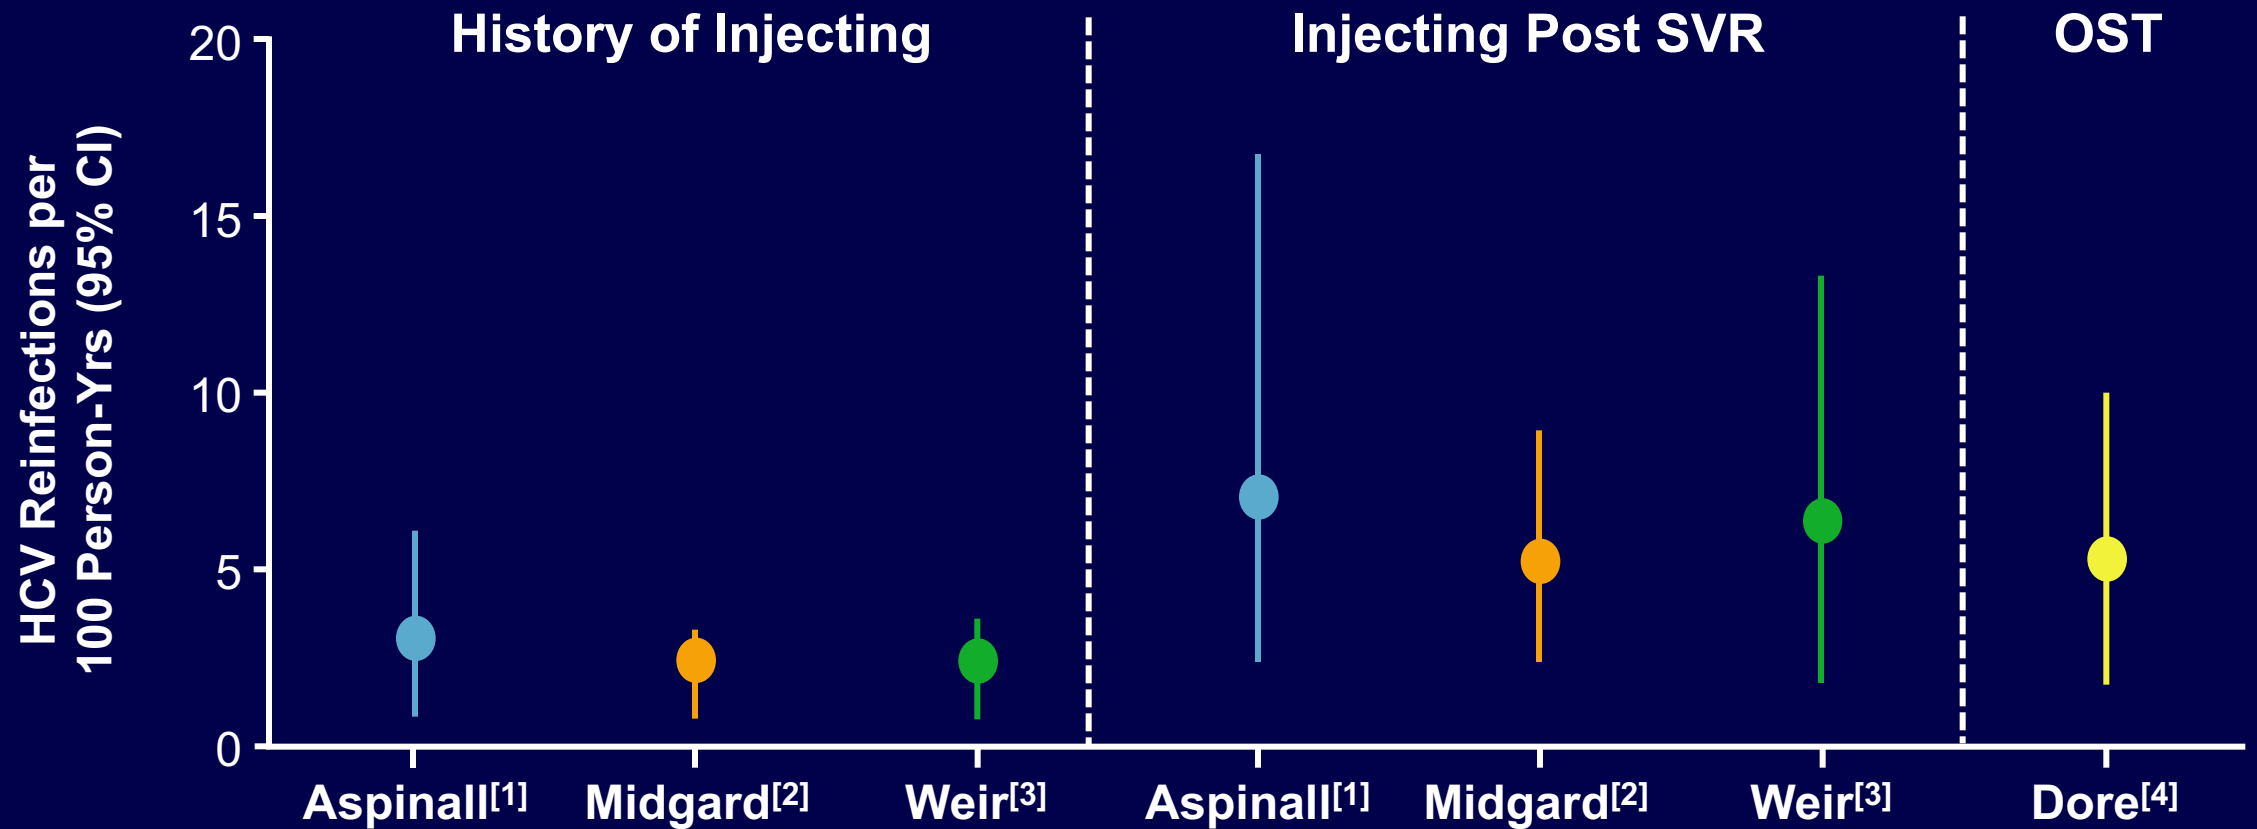 History of Injecting
Injecting Post SVR
OST
HCV Reinfections per
100 Person-Yrs (95% CI)
20
15
10
5
0
Aspinall[1]
Midgard[2]
Weir[3]
Aspinall[1]
Midgard[2]
Weir[3]
Dore[4]